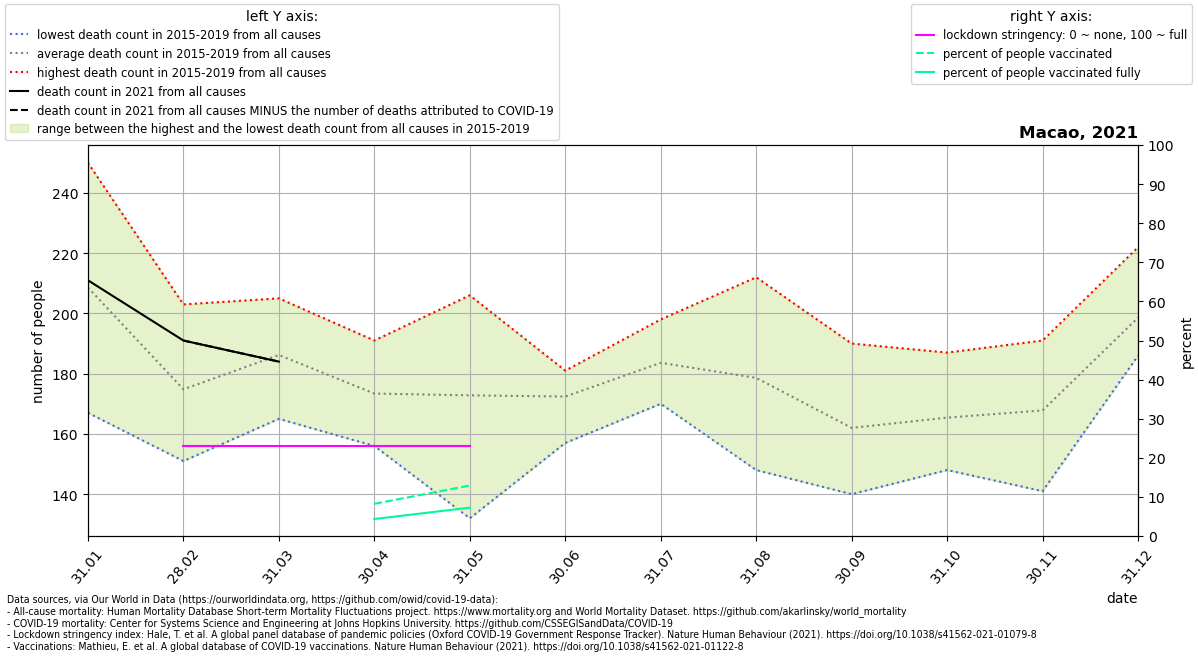 left Y axis:
lowest death count in 2015-2019 from all causes
average death count in 2015-2019 from all causes
highest death count in 2015-2019 from all causes
death count in 2021 from all causes
death count in 2021 from all causes MINUS the number of deaths attributed to COVID-19
range between the highest and the lowest death count from all causes in 2015-2019
right Y axis:
lockdown stringency: 0 ~ none, 100 ~ full
percent of people vaccinated
percent of people vaccinated fully
Macao, 2021
number of people
240
220
200
180
160
140
100
90
80
70
60
50
40
30
20
10
0
percent
31.01
28.02
31.03
30.04
31.05
30.06
31.07
31.08
30.09
31.10
30.11
31.12
date
Data sources, via Our World in Data (https://ourworldindata.org, https://github.com/owid/covid-19-data):
- All-cause mortality: Human Mortality Database Short-term Mortality Fluctuations project. https://www.mortality.org and World Mortality Dataset. https://github.com/akarlinsky/world_mortality
- COVID-19 mortality: Center for Systems Science and Engineering at Johns Hopkins University. https://github.com/CSSEGISandData/COVID-19
- Lockdown stringency index: Hale, T. et al. A global panel database of pandemic policies (Oxford COVID-19 Government Response Tracker). Nature Human Behaviour (2021). https://doi.org/10.1038/s41562-021-01079-8
- Vaccinations: Mathieu, E. et al. A global database of COVID-19 vaccinations. Nature Human Behaviour (2021). https://doi.org/10.1038/s41562-021-01122-8